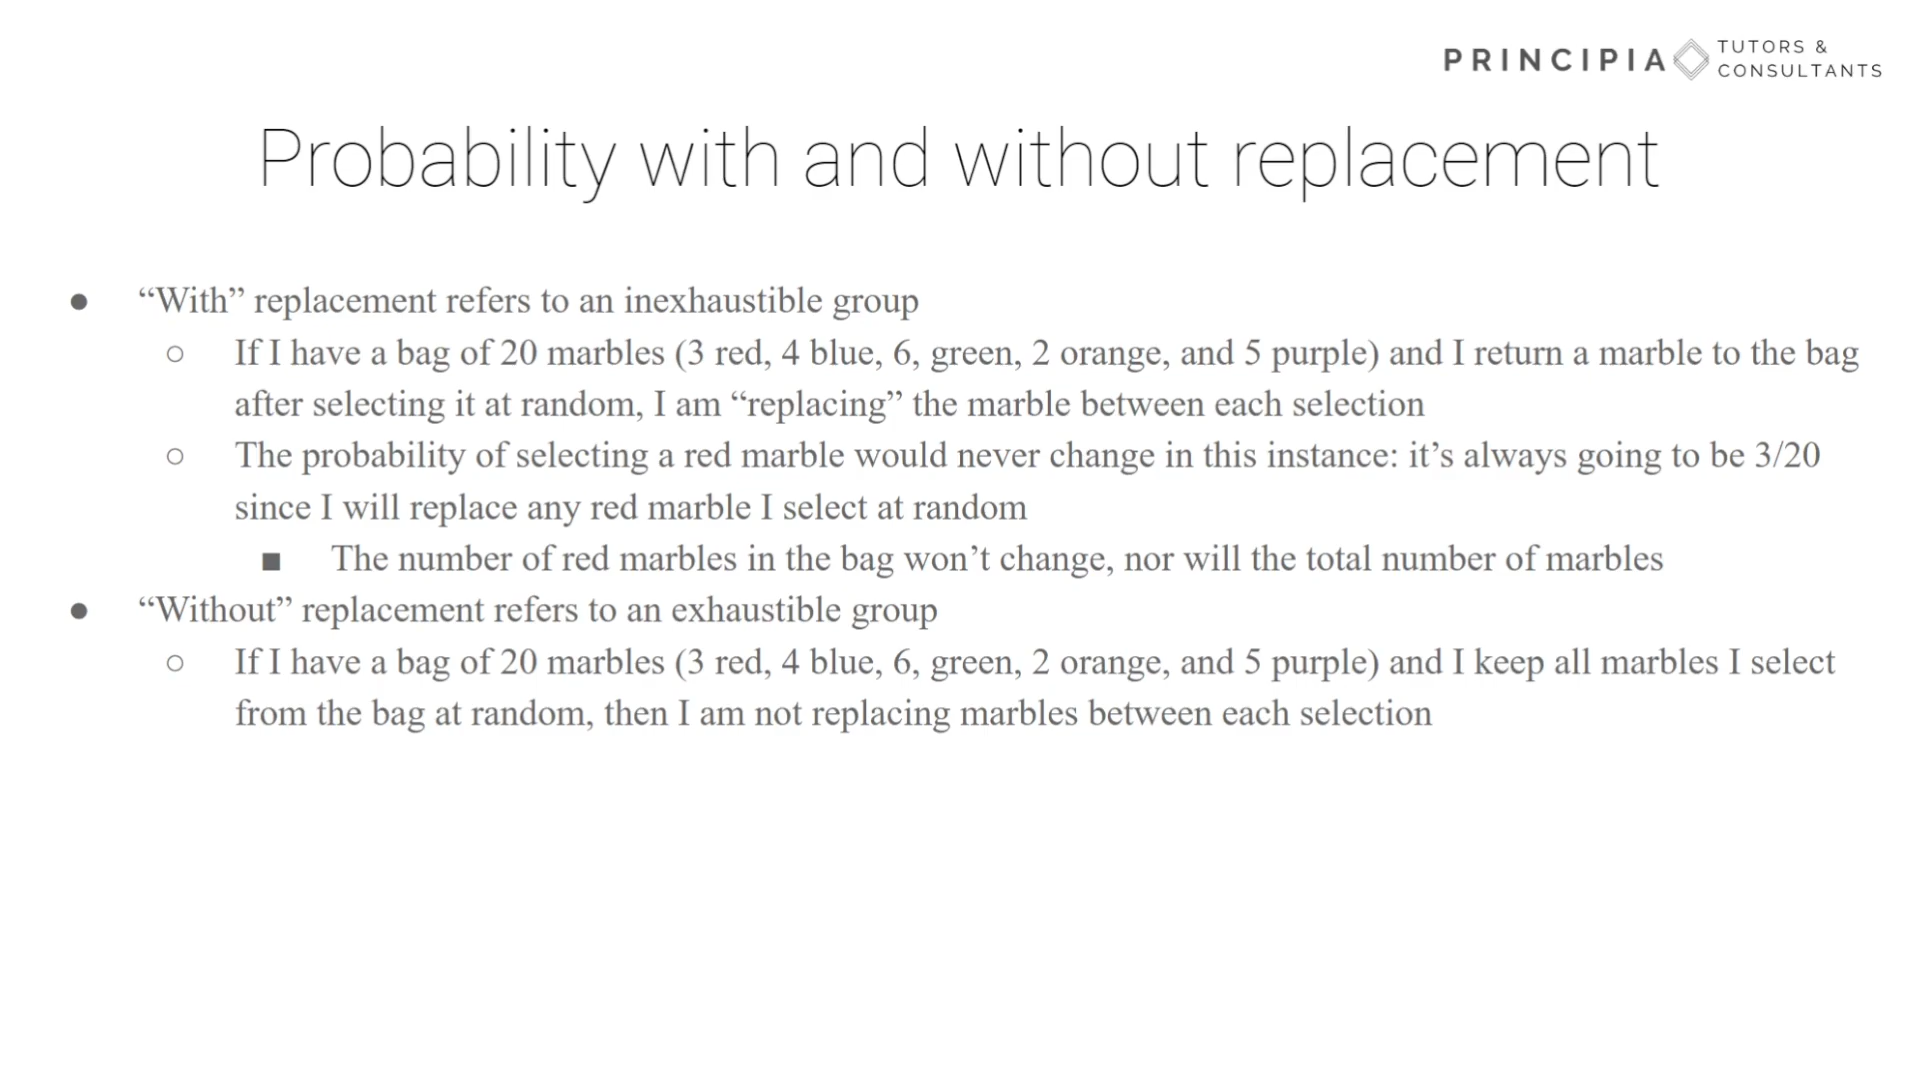 PRINCIPIA TUTORS &
CONSULTANTS
Probability with and without replacement
● “With” replacement refers to an inexhaustible group
○ If I have a bag of 20 marbles (3 red, 4 blue, 6, green, 2 orange, and 5 purple) and I return a marble to the bag
after selecting it at random, I am “replacing” the marble between each selection
○ The probability of selecting a red marble would never change in this instance: it’s always going to be 3/20
since I will replace any red marble I select at random
■ The number of red marbles in the bag won’t change, nor will the total number of marbles
● “Without” replacement refers to an exhaustible group
○ If I have a bag of 20 marbles (3 red, 4 blue, 6, green, 2 orange, and 5 purple) and I keep all marbles I select
from the bag at random, then I am not replacing marbles between each selection